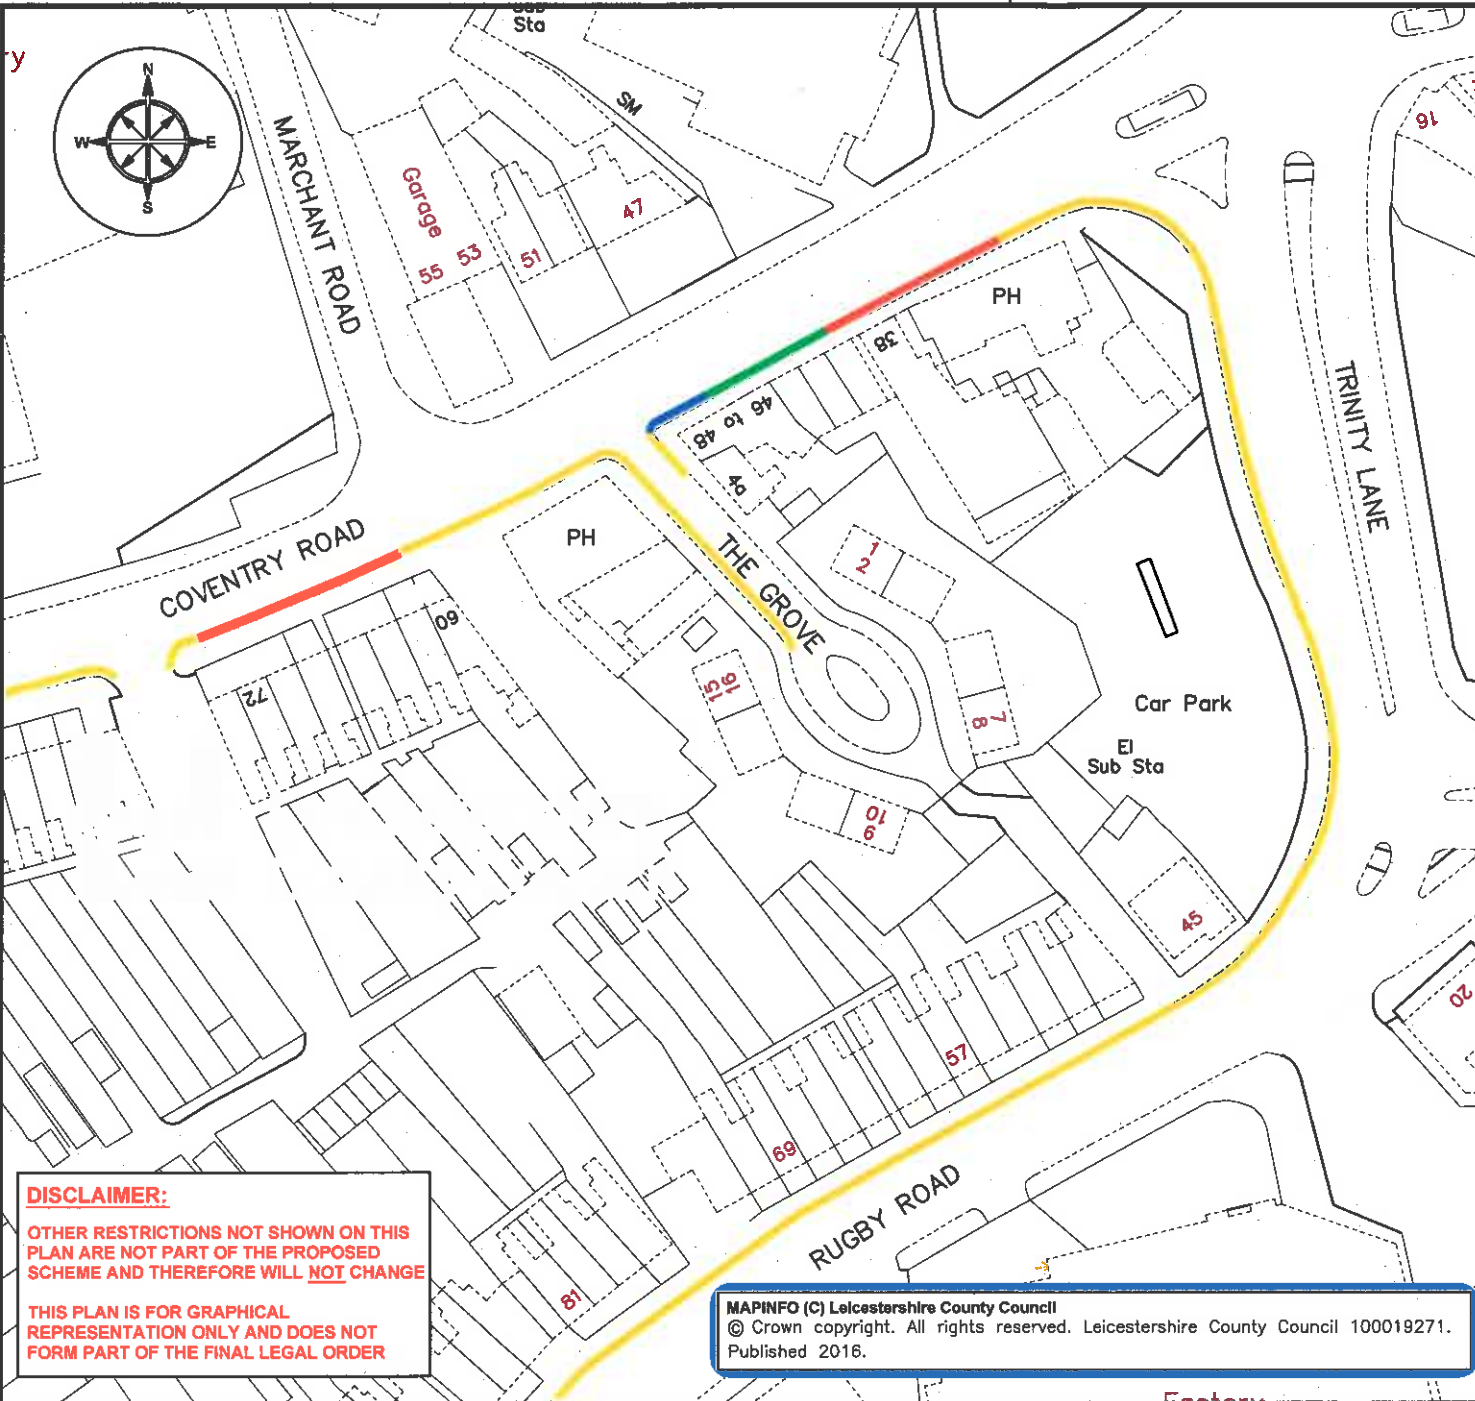 Sub
Sta
ry
N
W
E
S
MARCHANT ROAD
SM
Garage
55
53
51
47
16
PH
38
46 to 48
4a
TRINITY LANE
COVENTRY ROAD
PH
THE GROVE
1
2
60
72
16
15
7
8
Car Park
El
Sub Sta
10
9
45
20
57
69
81
RUGBY ROAD
DISCLAIMER:
OTHER RESTRICTIONS NOT SHOWN ON THIS
PLAN ARE NOT PART OF THE PROPOSED
SCHEME AND THEREFORE WILL NOT CHANGE
THIS PLAN IS FOR GRAPHICAL
REPRESENTATION ONLY AND DOES NOT
FORM PART OF THE FINAL LEGAL ORDER
MAPINFO (C) Leicestershire County Council
© Crown copyright. All rights reserved. Leicestershire County Council 100019271.
Published 2016.